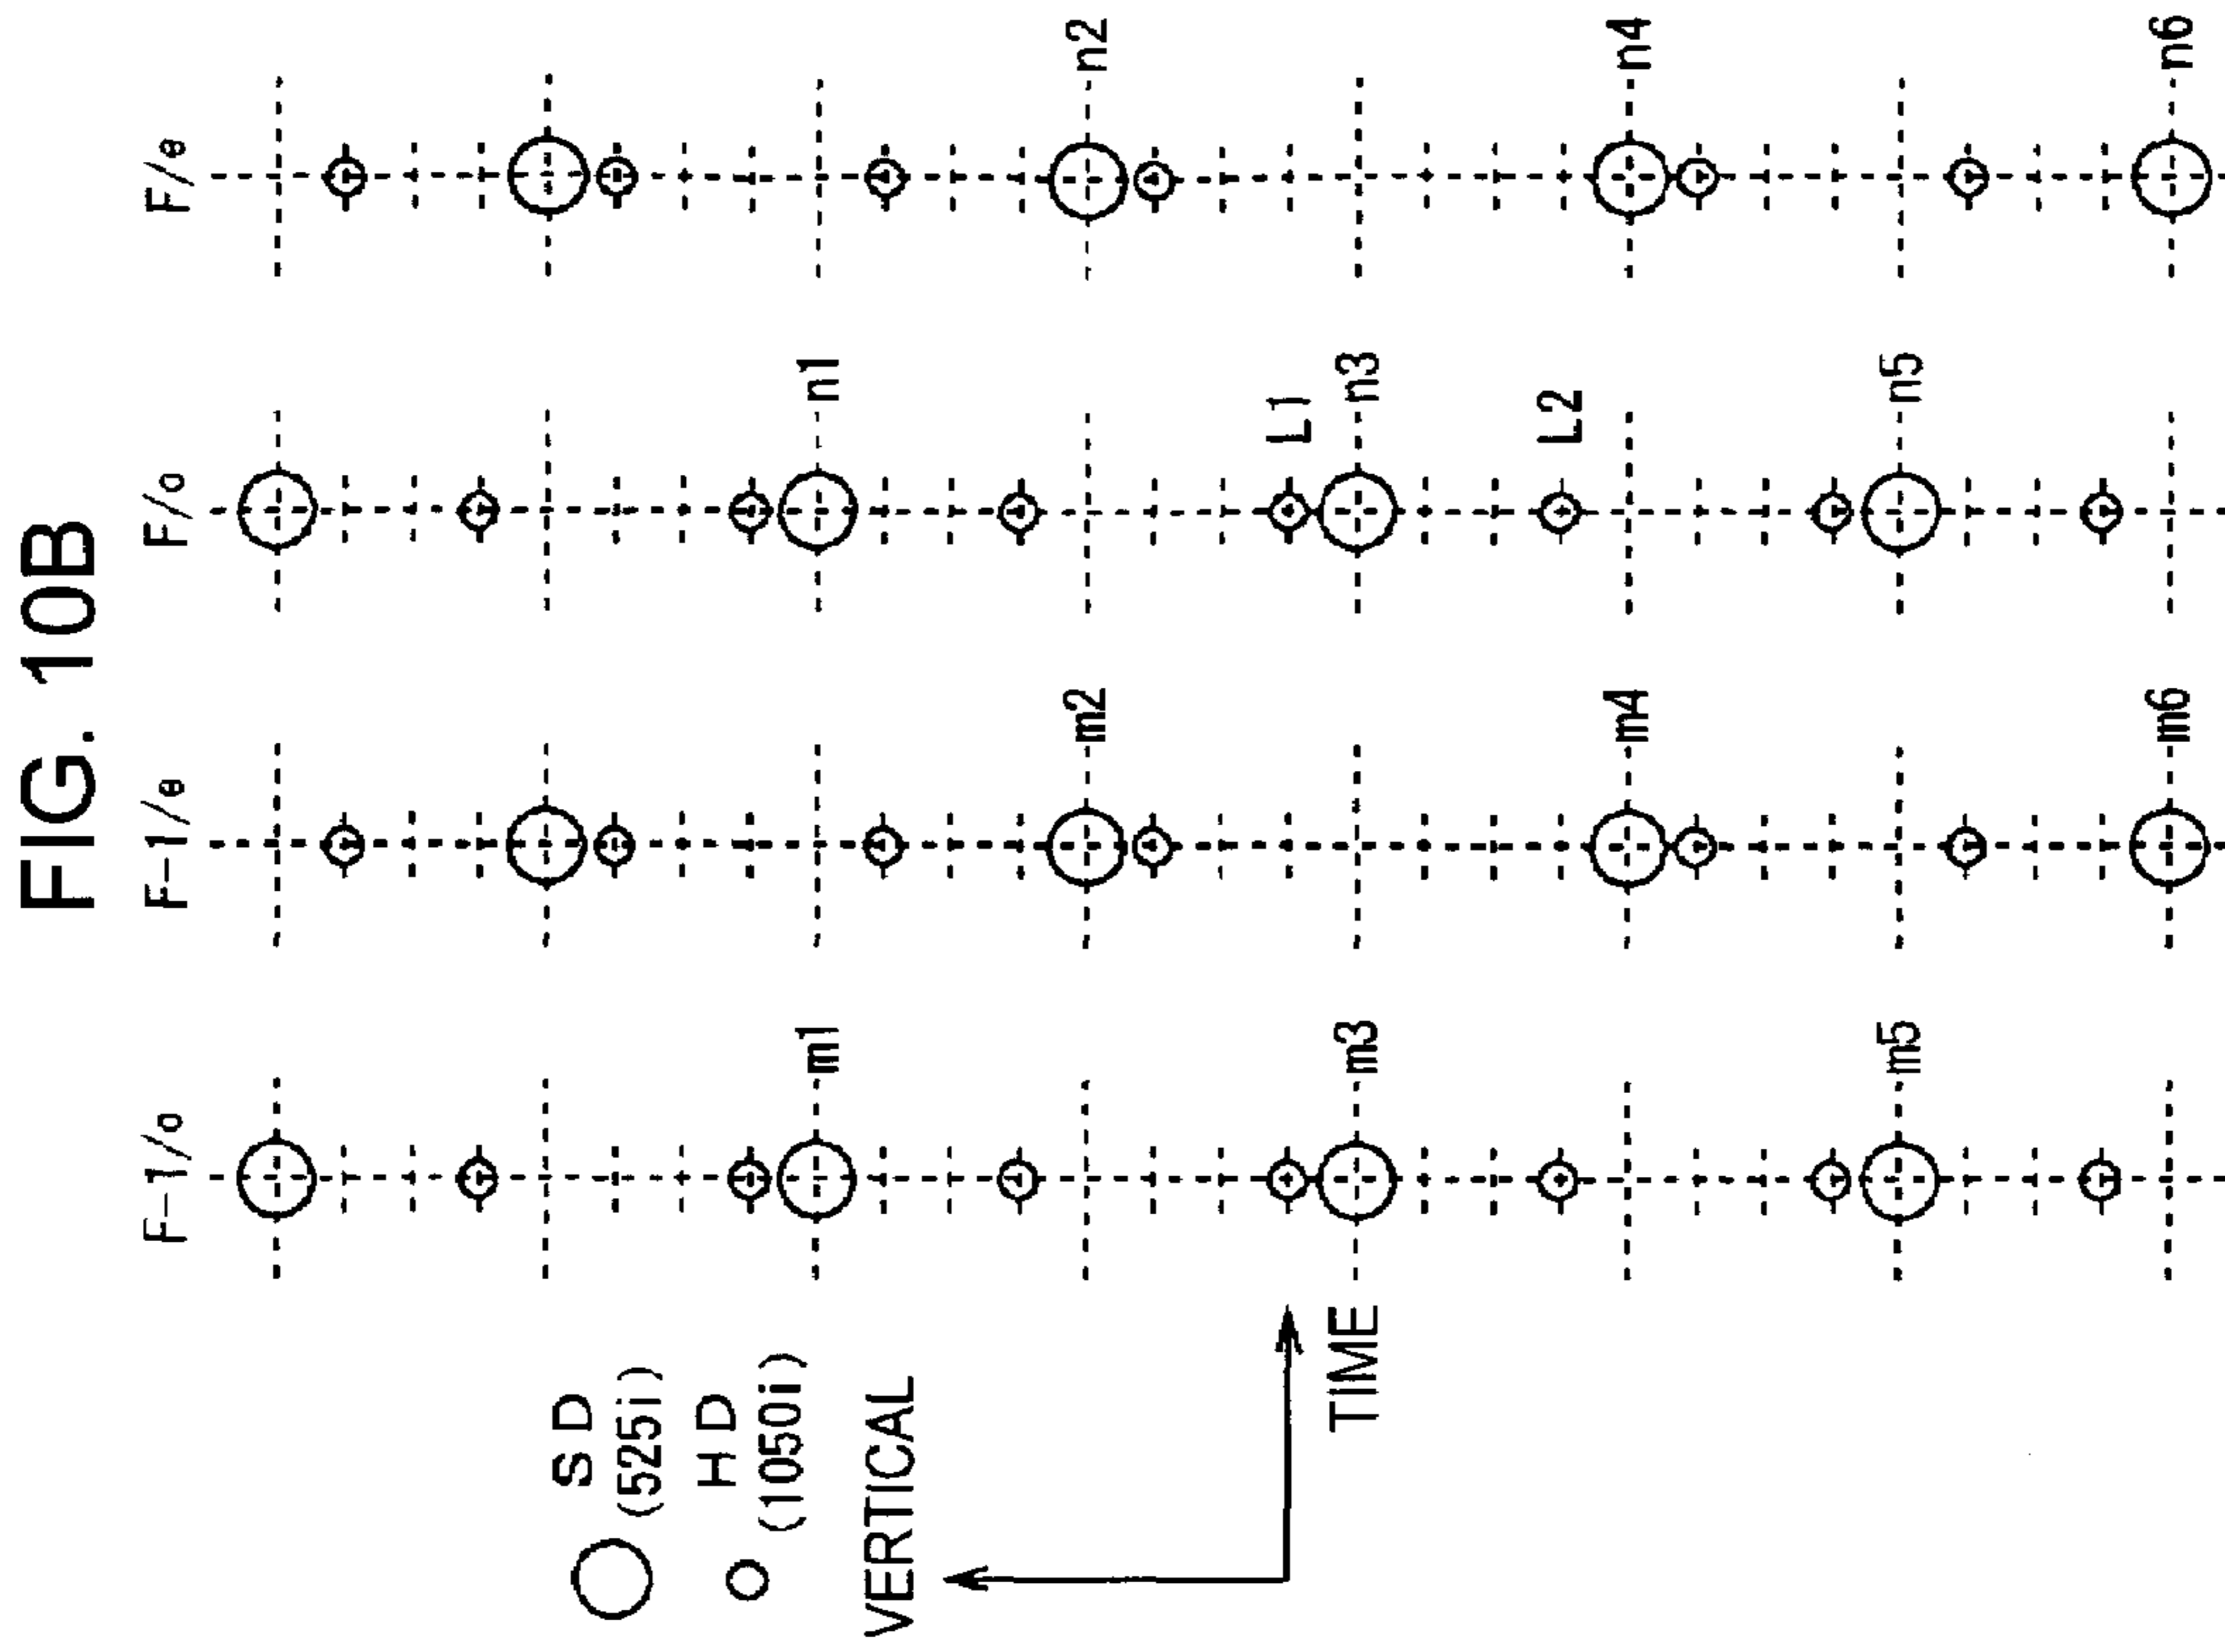 FIG. 10B
F-1/o F-1/e F/o F/e
SD
(525i)
HD
(1050i)
m1 n1
VERTICAL
m2 n2
L1
TIME
m3 n3
L2
m4 n4
m5 n5
m6 n6